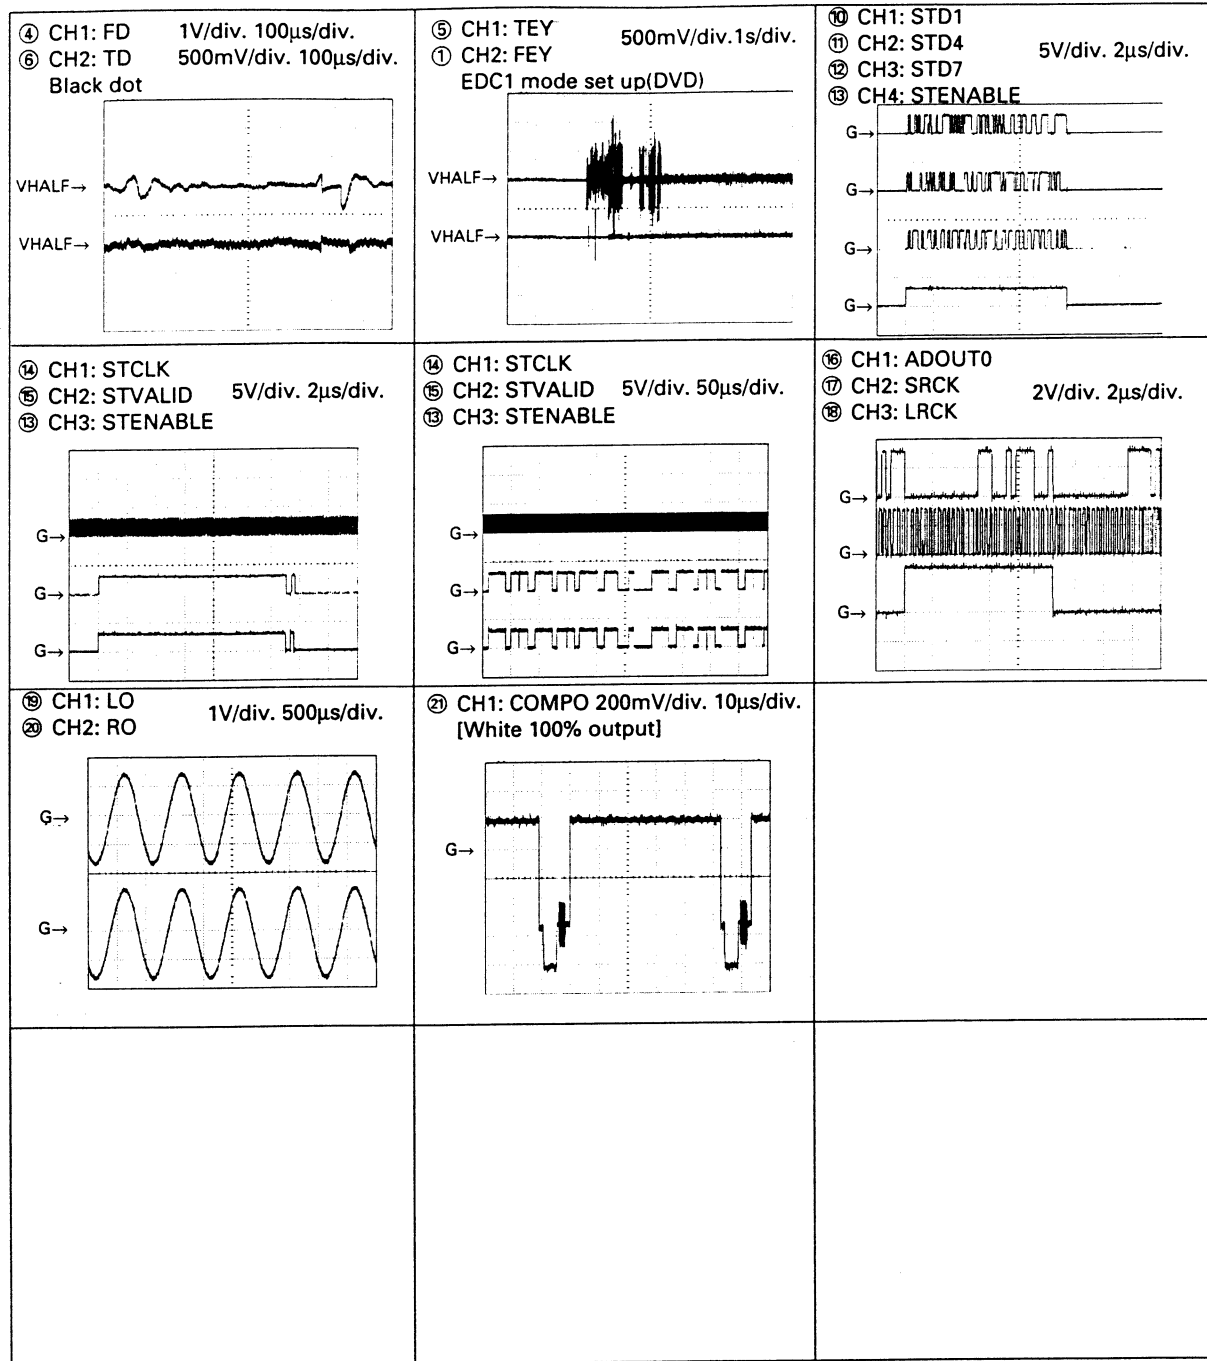 ④ CH1: FD 1V/div. 100µs/div.
⑥ CH2: TD 500mV/div. 100µs/div.
Black dot
VHALF→
VHALF→
⑤ CH1: TEY 500mV/div.1s/div.
① CH2: FEY
EDC1 mode set up(DVD)
VHALF→
VHALF→
⑩ CH1: STD1
⑪ CH2: STD4 5V/div. 2µs/div.
⑫ CH3: STD7
⑬ CH4: STENABLE
G→
G→
G→
G→
⑭ CH1: STCLK
⑮ CH2: STVALID 5V/div. 2µs/div.
⑬ CH3: STENABLE
G→
G→
G→
⑭ CH1: STCLK
⑮ CH2: STVALID 5V/div. 50µs/div.
⑬ CH3: STENABLE
G→
G→
G→
⑯ CH1: ADOUT0
⑰ CH2: SRCK 2V/div. 2µs/div.
⑱ CH3: LRCK
G→
G→
G→
⑲ CH1: LO 1V/div. 500µs/div.
⑳ CH2: RO
G→
G→
㉑ CH1: COMPO 200mV/div. 10µs/div.
[White 100% output]
G→